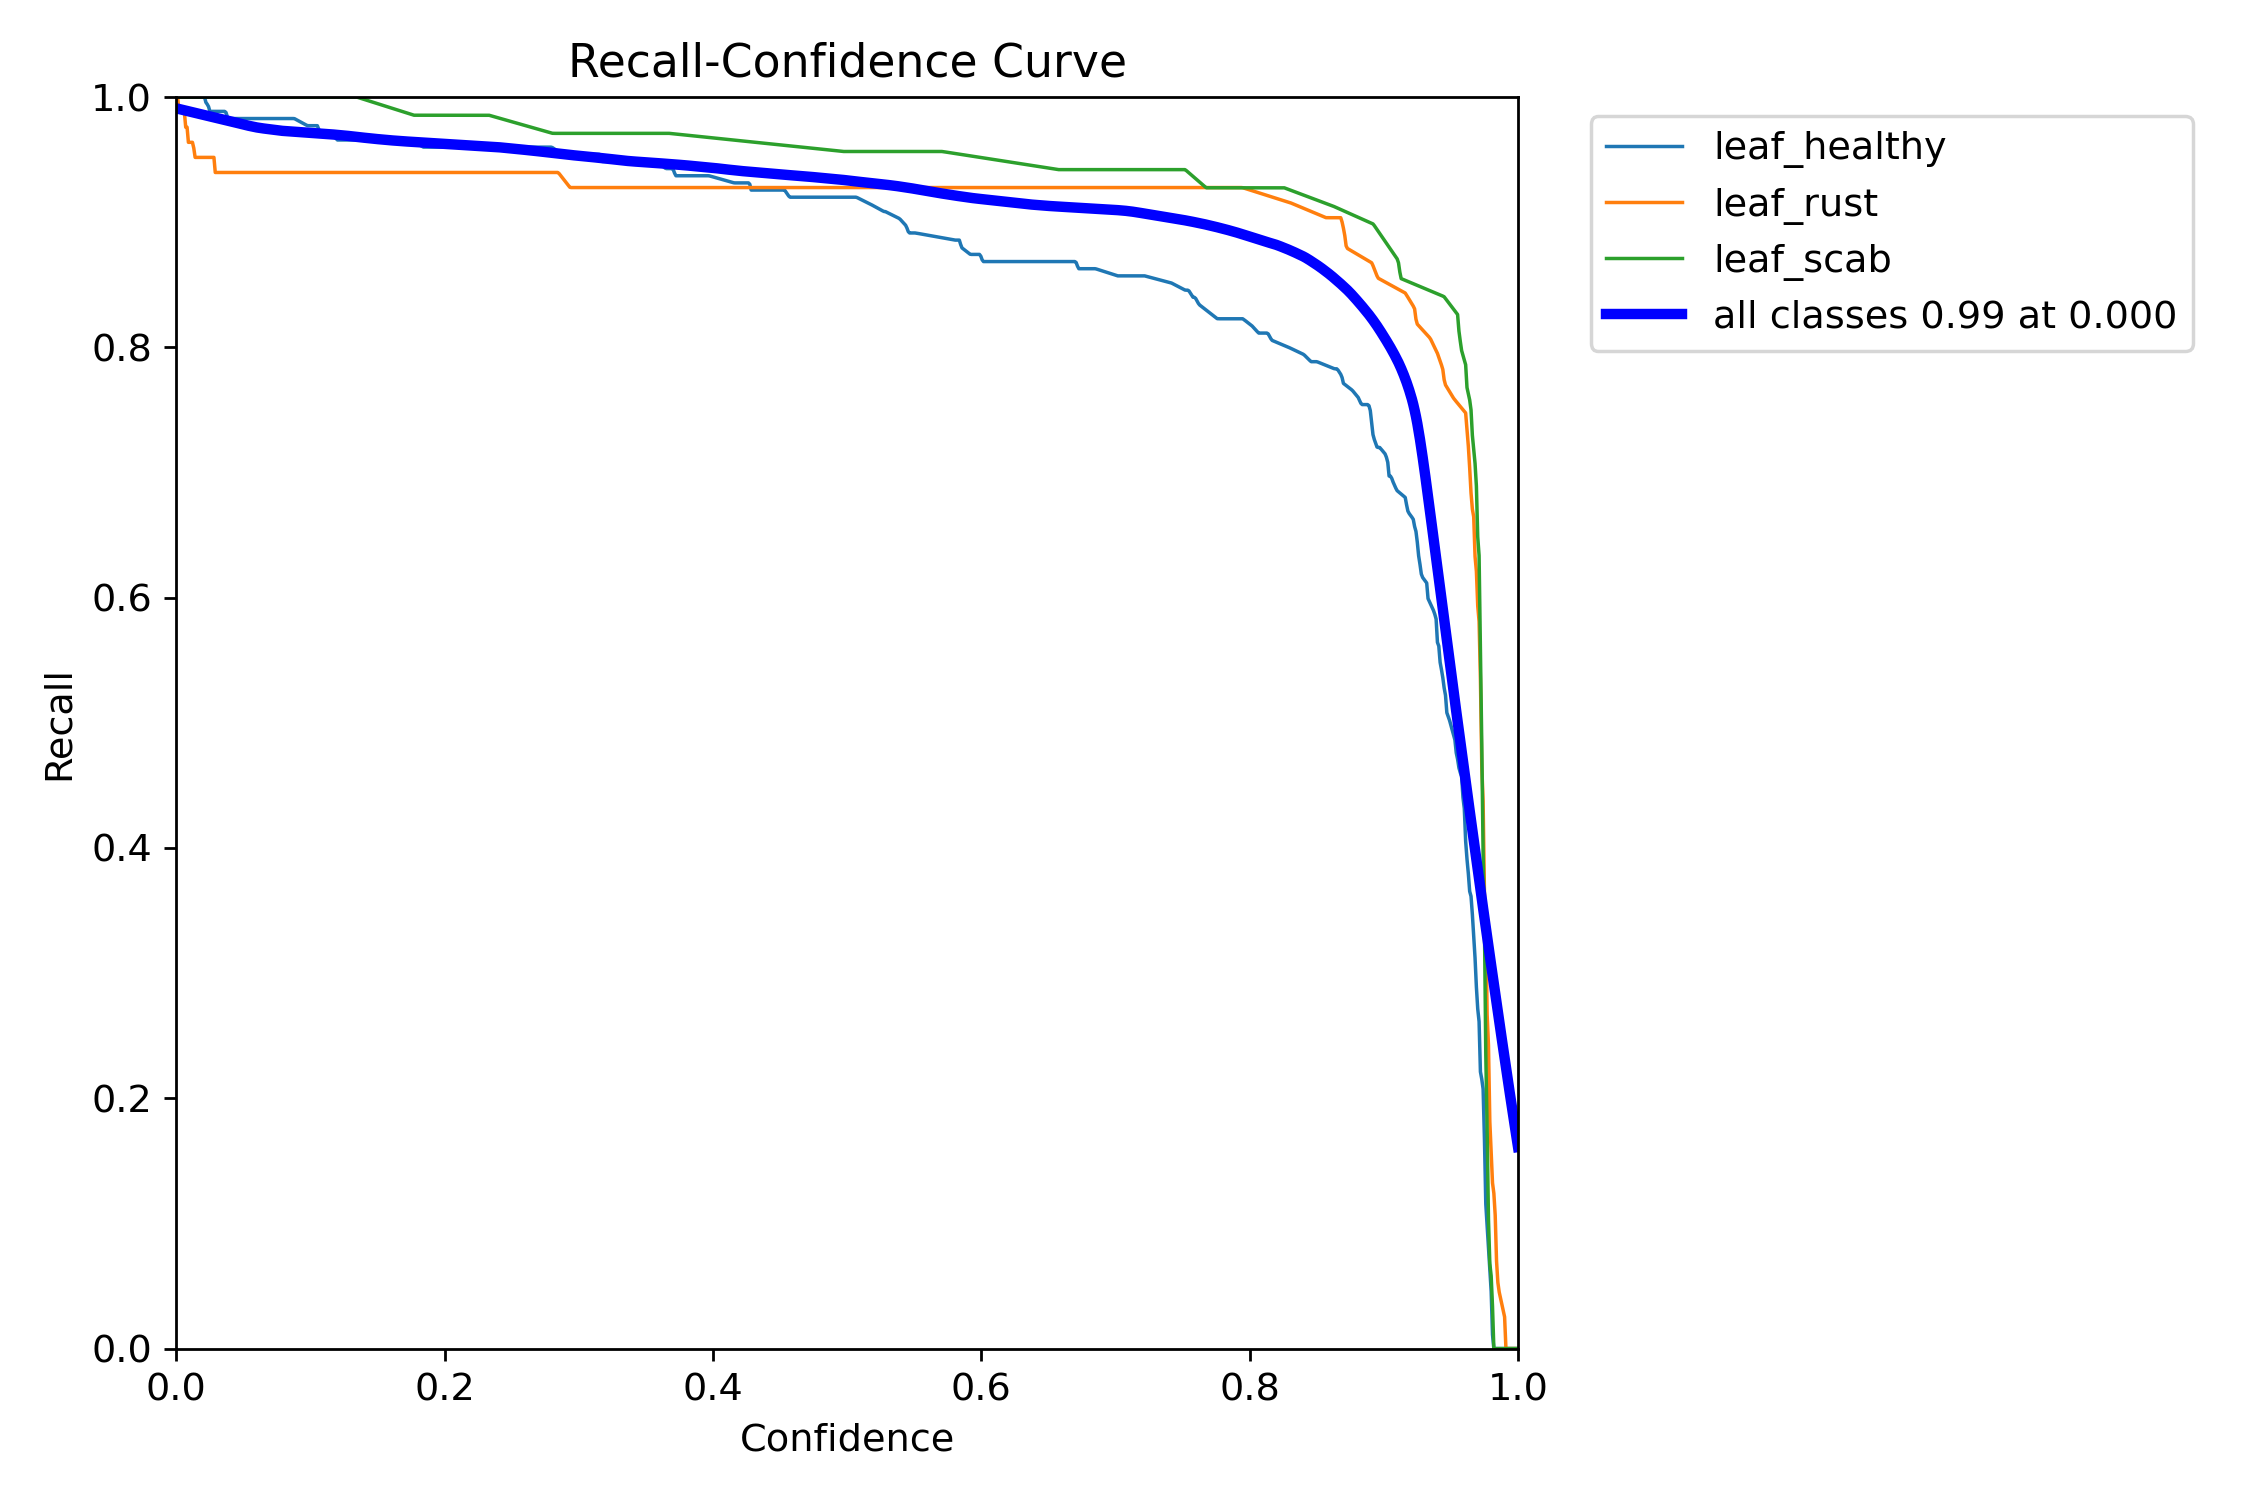 Recall-Confidence Curve
1.0
0.8
0.6
0.4
0.2
0.0
Recall
0.0 0.2 0.4 0.6 0.8 1.0
Confidence
leaf_healthy
leaf_rust
leaf_scab
all classes 0.99 at 0.000